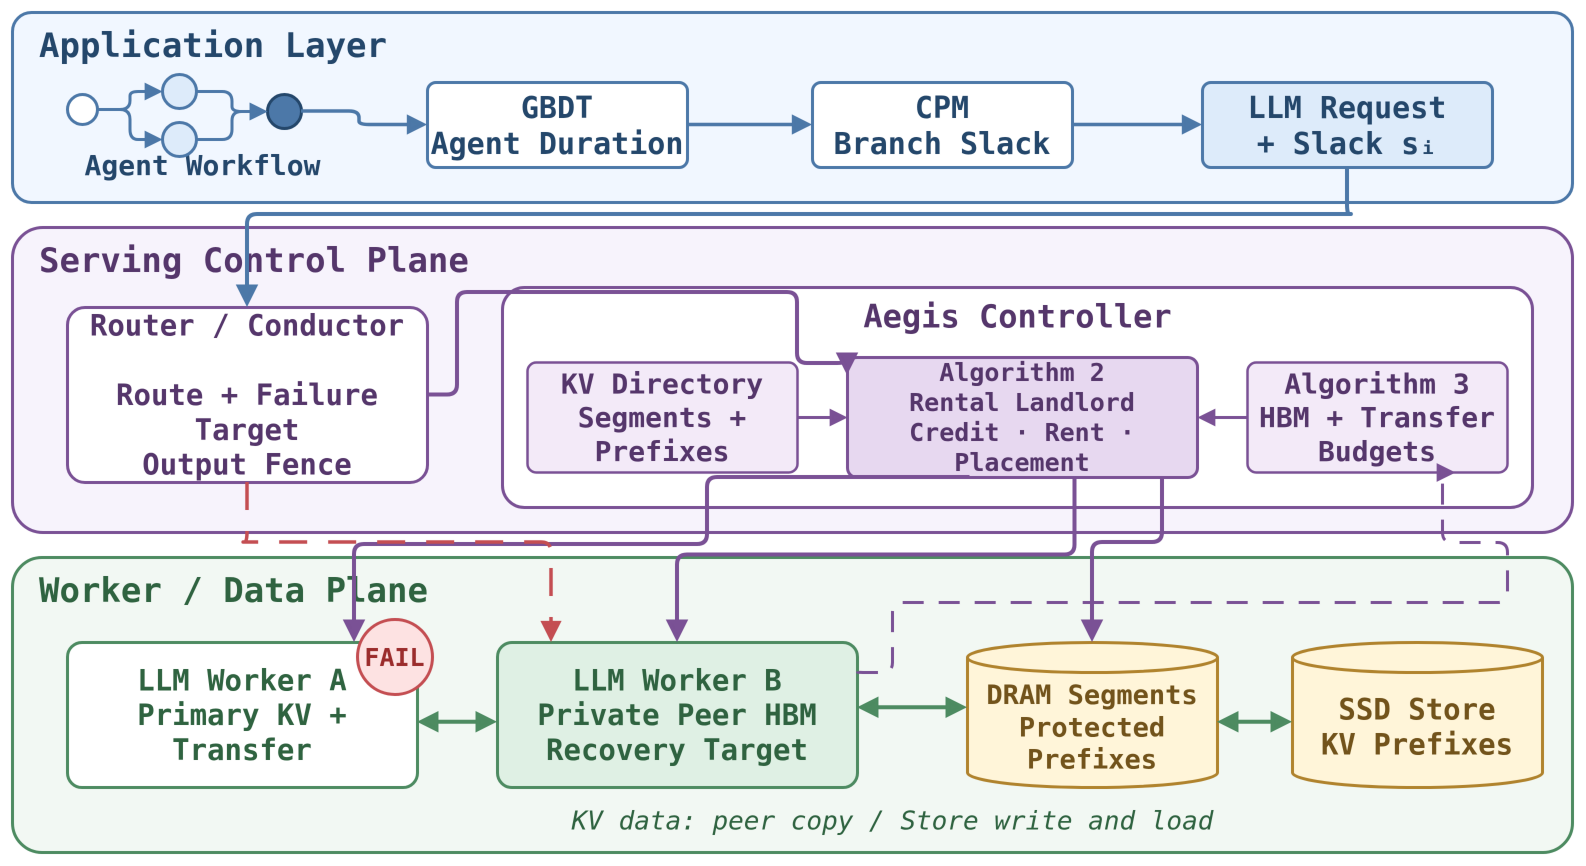 Application Layer
Agent Workflow
GBDT
Agent Duration
CPM
Branch Slack
LLM Request
+ Slack sᵢ
Serving Control Plane
Router / Conductor
Route + Failure
Target
Output Fence
Aegis Controller
KV Directory
Segments +
Prefixes
Algorithm 2
Rental Landlord
Credit · Rent ·
Placement
Algorithm 3
HBM + Transfer
Budgets
Worker / Data Plane
FAIL
LLM Worker A
Primary KV +
Transfer
LLM Worker B
Private Peer HBM
Recovery Target
DRAM Segments
Protected
Prefixes
SSD Store
KV Prefixes
KV data: peer copy / Store write and load